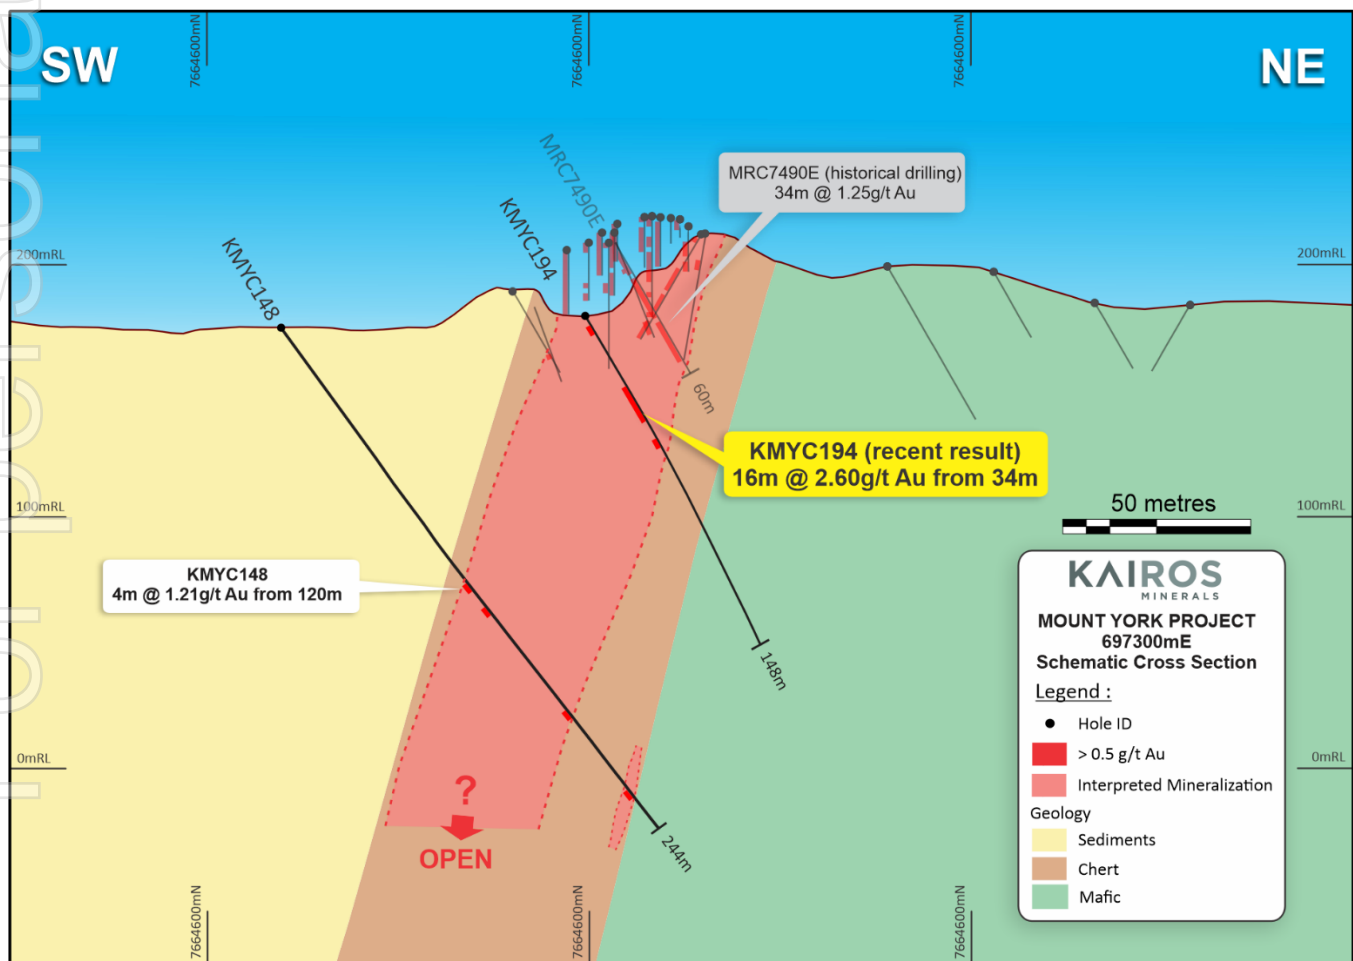 SW
NE
7664600mN
7664600mN
7664600mN
MRC7490E
KMYC194
KMYC148
MRC7490E (historical drilling)
34m @ 1.25g/t Au
200mRL
200mRL
60m
KMYC194 (recent result)
16m @ 2.60g/t Au from 34m
100mRL
100mRL
50 metres
KMYC148
4m @ 1.21g/t Au from 120m
148m
0mRL
0mRL
?
OPEN
244m
KAIROS
MINERALS
MOUNT YORK PROJECT
697300mE
Schematic Cross Section
Legend :
Hole ID
> 0.5 g/t Au
Interpreted Mineralization
Geology
Sediments
Chert
Mafic
7664600mN
7664600mN
7664600mN